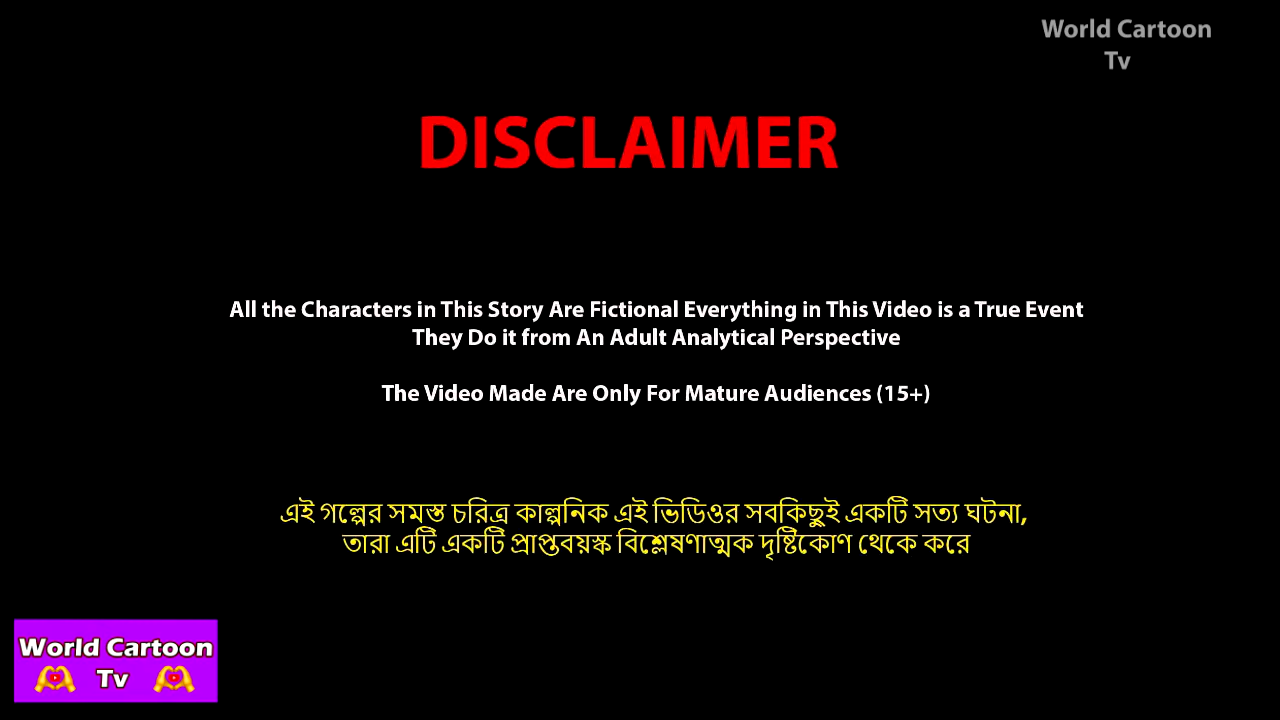 World Cartoon
Tv
DISCLAIMER
All the Characters in This Story Are Fictional Everything in This Video is a True Event
They Do it from An Adult Analytical Perspective
The Video Made Are Only For Mature Audiences (15+)
এই গল্পের সমস্ত চরিত্র কাল্পনিক এই ভিডিওর সবকিছুই একটি সত্য ঘটনা,
তারা এটি একটি প্রাপ্তবয়স্ক বিশ্লেষণাত্মক দৃষ্টিকোণ থেকে করে
World Cartoon
Tv